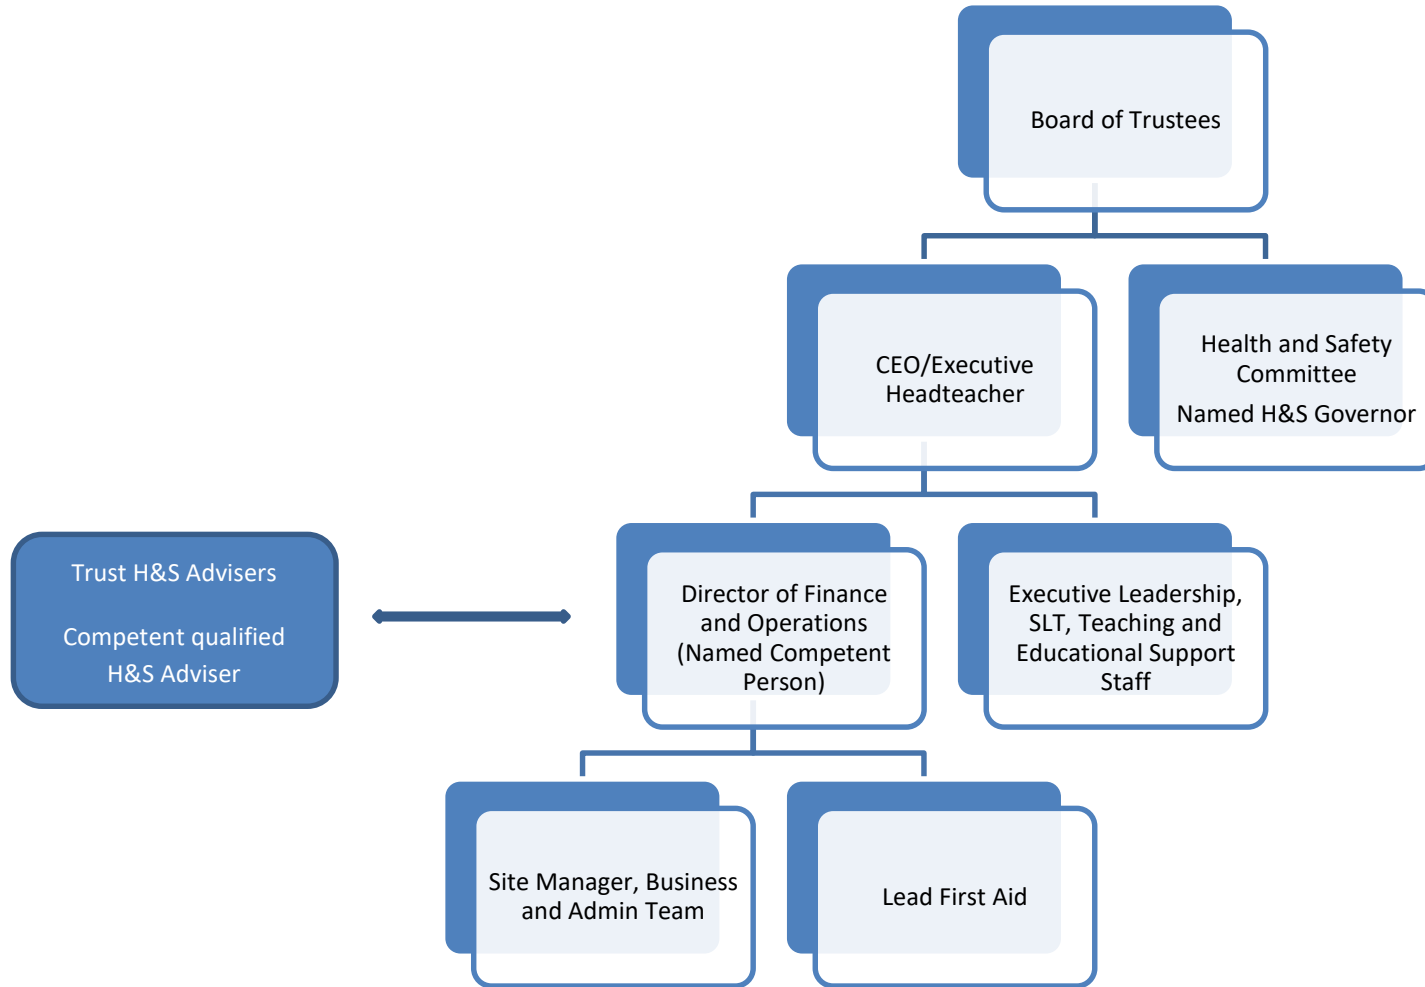 Board of Trustees
CEO/Executive
Headteacher
Health and Safety
Committee
Named H&S Governor
Trust H&S Advisers
Competent qualified
H&S Adviser
Director of Finance
and Operations
(Named Competent
Person)
Executive Leadership,
SLT, Teaching and
Educational Support
Staff
Site Manager, Business
and Admin Team
Lead First Aid